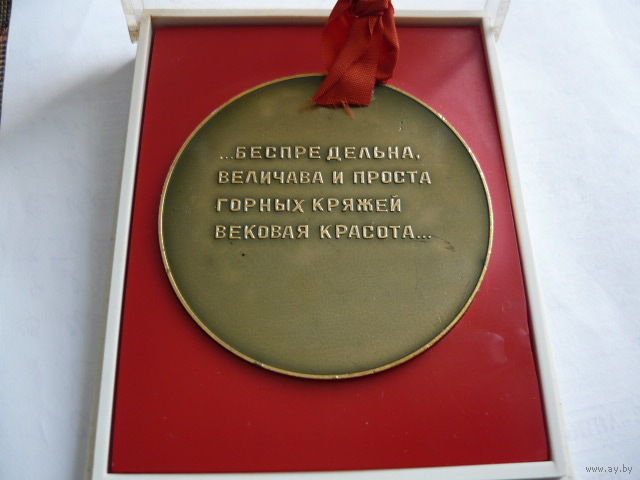 ...БЕСПРЕДЕЛЬНА,
ВЕЛИЧАВА И ПРОСТА
ГОРНЫХ КРЯЖЕЙ
ВЕКОВАЯ КРАСОТА...
www.ay.by